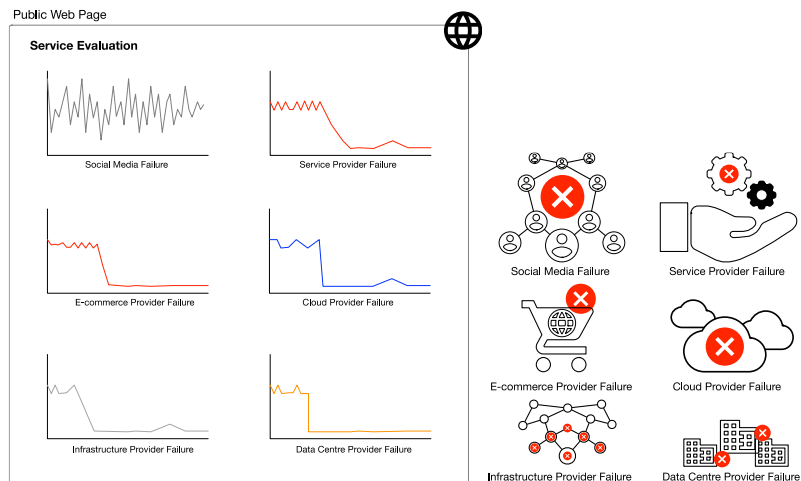 Public Web Page
Service Evaluation
Social Media Failure
Service Provider Failure
E-commerce Provider Failure
Cloud Provider Failure
Infrastructure Provider Failure
Data Centre Provider Failure
Social Media Failure
Service Provider Failure
E-commerce Provider Failure
Cloud Provider Failure
Infrastructure Provider Failure
Data Centre Provider Failure